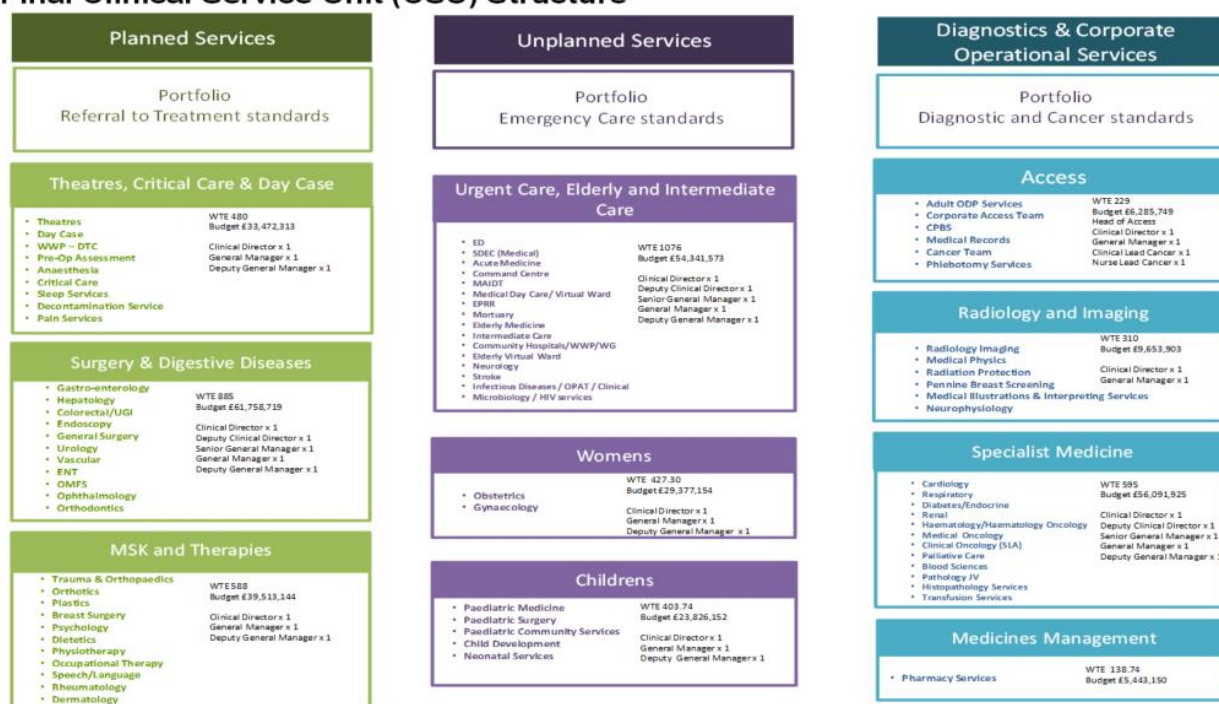 Final Clinical Service Unit (CSU) Structure
Planned Services
Portfolio
Referral to Treatment standards
Theatres, Critical Care & Day Case
• Theatres
• Day Case
• WWP – DTC
• Pre-Op Assessment
• Anaesthesia
• Critical Care
• Sleep Services
• Decontamination Service
• Pain Services
WTE 480
Budget £33,472,313
Clinical Director x 1
General Manager x 1
Deputy General Manager x 1
Surgery & Digestive Diseases
• Gastro-enterology
• Hepatology
• Colorectal/UGI
• Endoscopy
• General Surgery
• Urology
• Vascular
• ENT
• OMFS
• Ophthalmology
• Orthodontics
WTE 885
Budget £61,758,719
Clinical Director x 1
Deputy Clinical Director x 1
Senior General Manager x 1
General Manager x 1
Deputy General Manager x 1
MSK and Therapies
• Trauma & Orthopaedics
• Orthotics
• Plastics
• Breast Surgery
• Psychology
• Dietetics
• Physiotherapy
• Occupational Therapy
• Speech/Language
• Rheumatology
• Dermatology
WTE 588
Budget £39,513,144
Clinical Director x 1
General Manager x 1
Deputy General Manager x 1
Unplanned Services
Portfolio
Emergency Care standards
Urgent Care, Elderly and Intermediate
Care
• ED
• SDEC (Medical)
• Acute Medicine
• Command Centre
• MAIDT
• Medical Day Care/ Virtual Ward
• EPRR
• Mortuary
• Elderly Medicine
• Intermediate Care
• Community Hospitals/WWP/WG
• Elderly Virtual Ward
• Neurology
• Stroke
• Infectious Diseases / OPAT / Clinical
• Microbiology / HIV services
WTE 1076
Budget £54,341,573
Clinical Director x 1
Deputy Clinical Director x 1
Senior General Manager x 1
General Manager x 1
Deputy General Manager x 1
Womens
• Obstetrics
• Gynaecology
WTE 427.30
Budget £29,377,154
Clinical Director x 1
General Manager x 1
Deputy General Manager x 1
Childrens
• Paediatric Medicine
• Paediatric Surgery
• Paediatric Community Services
• Child Development
• Neonatal Services
WTE 403.74
Budget £23,826,152
Clinical Director x 1
General Manager x 1
Deputy General Manager x 1
Diagnostics & Corporate
Operational Services
Portfolio
Diagnostic and Cancer standards
Access
• Adult ODP Services
• Corporate Access Team
• CPBS
• Medical Records
• Cancer Team
• Phlebotomy Services
WTE 229
Budget £6,285,749
Head of Access
Clinical Director x 1
General Manager x 1
Clinical Lead Cancer x 1
Nurse Lead Cancer x 1
Radiology and Imaging
• Radiology Imaging
• Medical Physics
• Radiation Protection
• Pennine Breast Screening
• Medical Illustrations & Interpreting Services
• Neurophysiology
WTE 310
Budget £9,653,903
Clinical Director x 1
General Manager x 1
Specialist Medicine
• Cardiology
• Respiratory
• Diabetes/Endocrine
• Renal
• Haematology/Haematology Oncology
• Medical Oncology
• Clinical Oncology (SLA)
• Palliative Care
• Blood Sciences
• Pathology JV
• Histopathology Services
• Transfusion Services
WTE 595
Budget £56,091,925
Clinical Director x 1
Deputy Clinical Director x 1
Senior General Manager x 1
General Manager x 1
Deputy General Manager x 1
Medicines Management
• Pharmacy Services
WTE 138.74
Budget £5,443,150